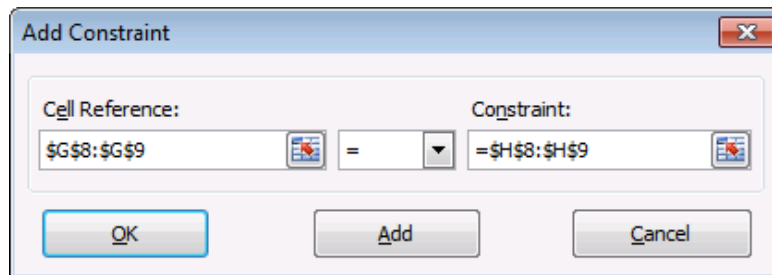 Add Constraint
Cell Reference: Constraint:
$G$8:$G$9 = =$H$8:$H$9
OK Add Cancel